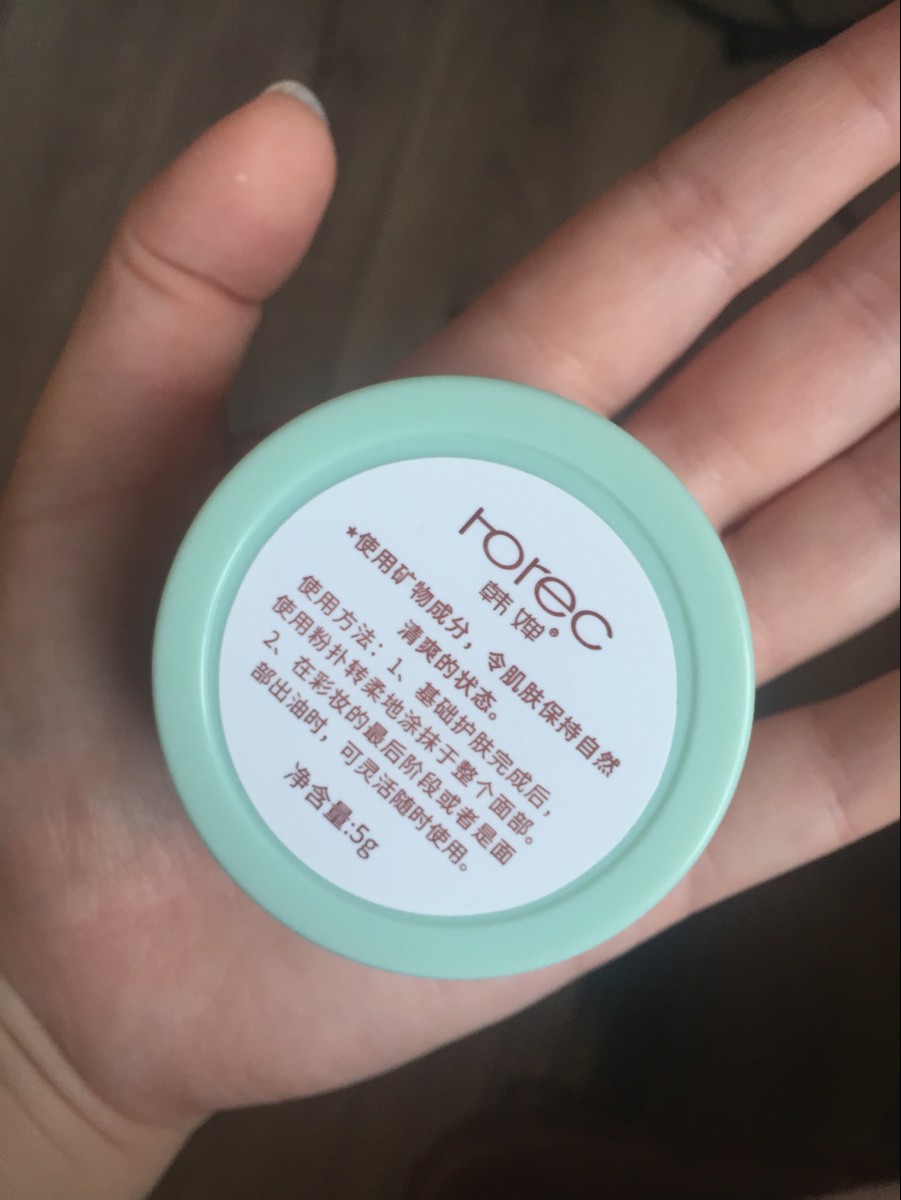 rorec
韩婵®
*使用矿物成分，令肌肤保持自然
清爽的状态。
使用方法：1、基础护肤完成后，
使用粉扑转柔地涂抹于整个面部。
2、在彩妆的最后阶段或者是面
部出油时，可灵活随时使用。
净含量:5g